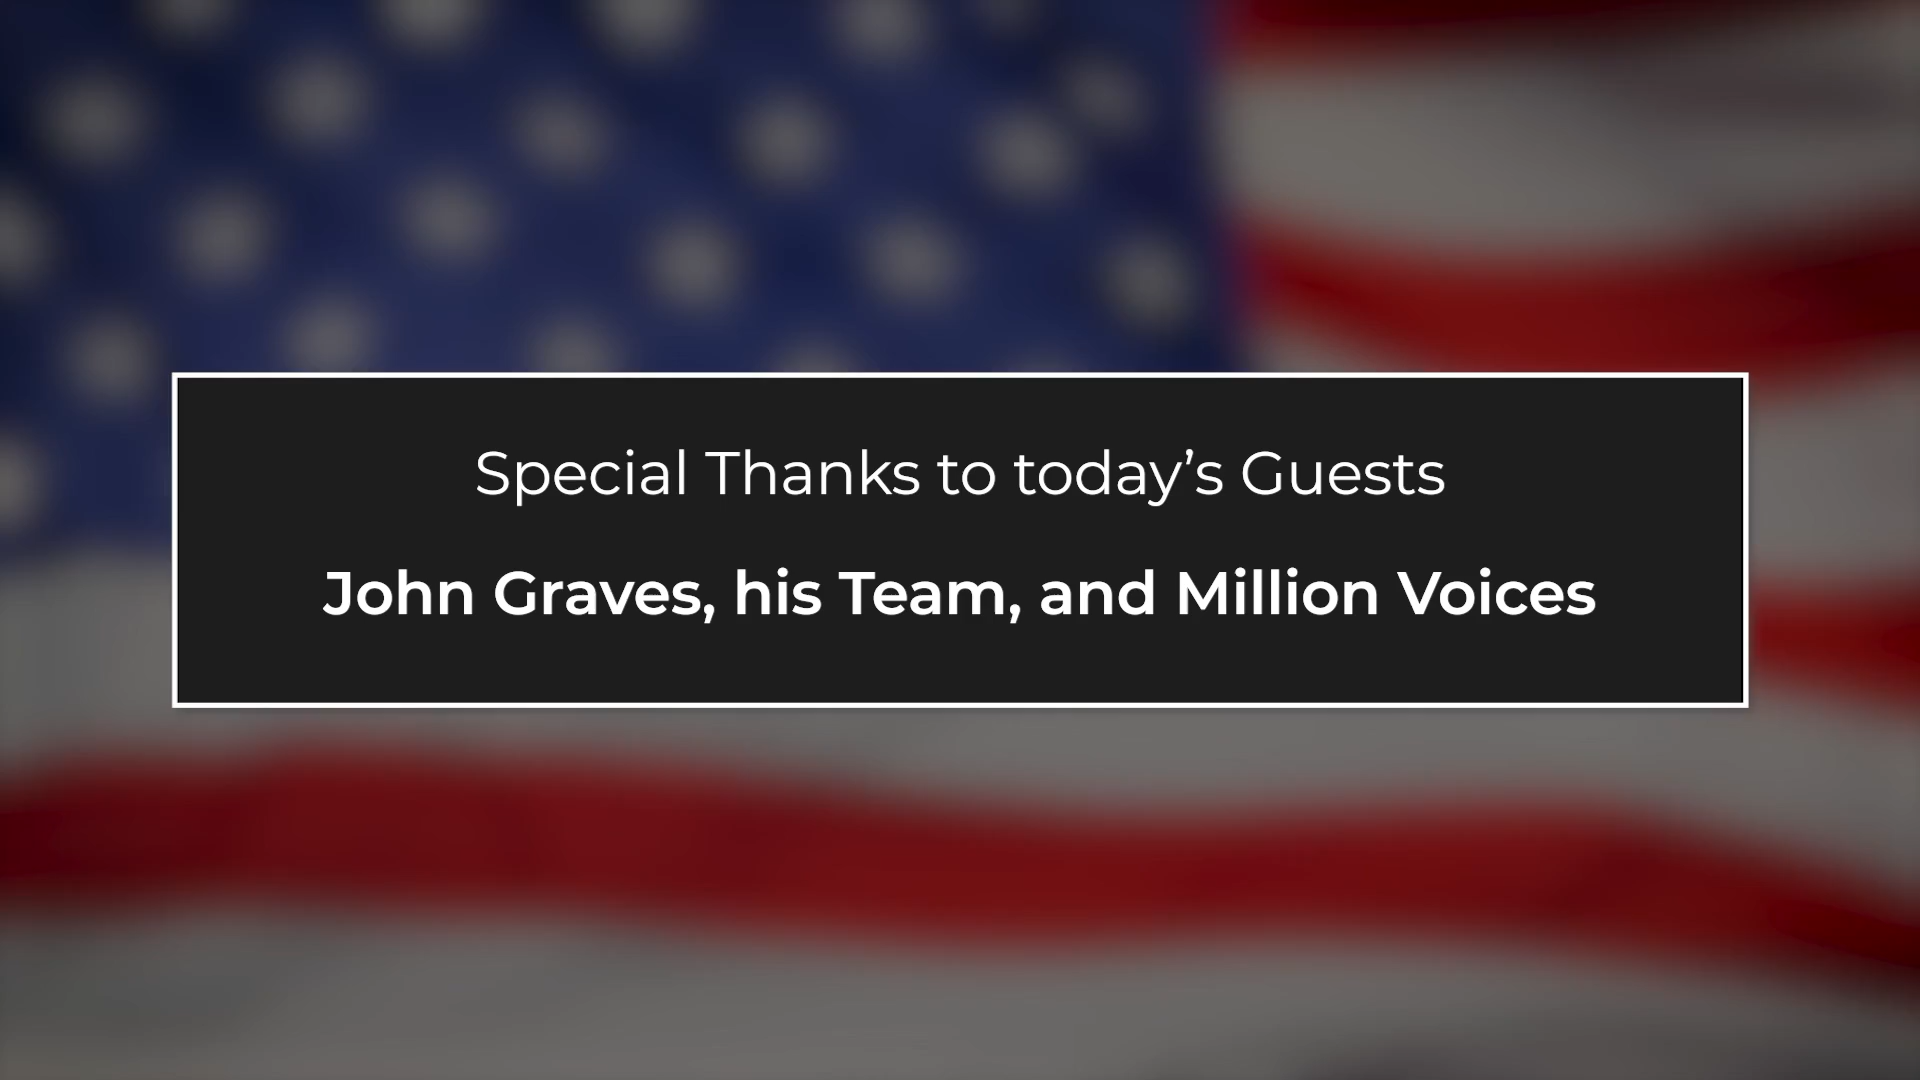 Special Thanks to today’s Guests
John Graves, his Team, and Million Voices